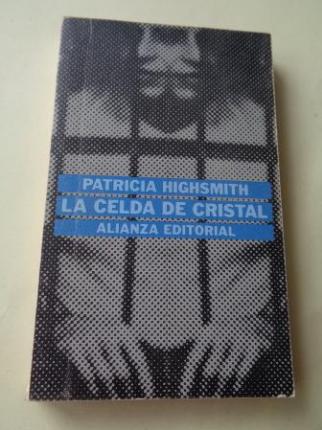 PATRICIA HIGHSMITH
LA CELDA DE CRISTAL
ALIANZA EDITORIAL